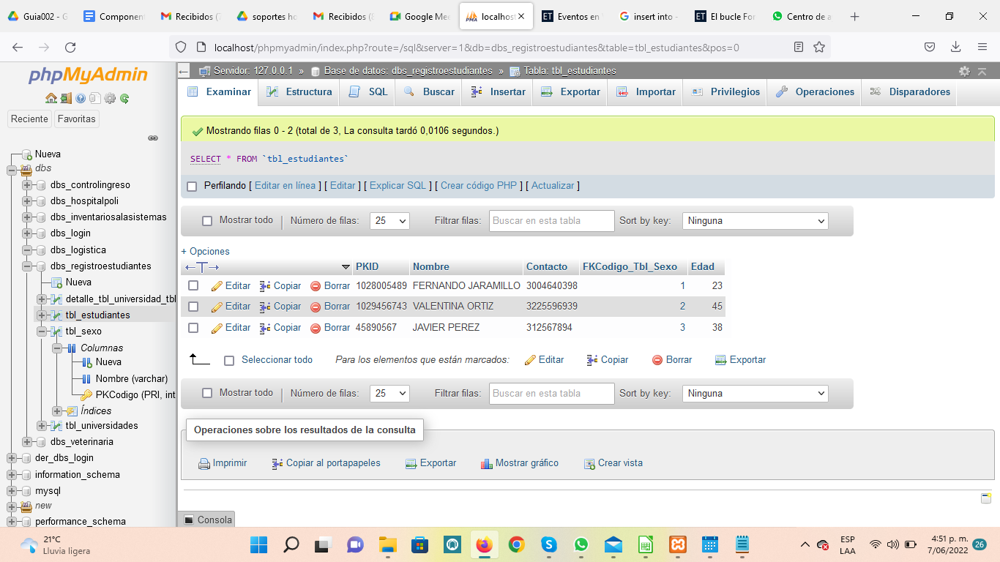 Guia002 - G
Component
Recibidos (7
soportes ho
Recibidos (8
Google Mee
localhost
Eventos en
insert into -
El bucle For
Centro de a
localhost/phpmyadmin/index.php?route=/sql&server=1&db=dbs_registroestudiantes&table=tbl_estudiantes&pos=0
phpMyAdmin
Reciente Favoritas
Nueva
dbs
dbs_controlingreso
dbs_hospitalpoli
dbs_inventariosalasistemas
dbs_login
dbs_logistica
dbs_registroestudiantes
Nueva
detalle_tbl_universidad_tbl
tbl_estudiantes
tbl_sexo
Columnas
Nueva
Nombre (varchar)
PKCodigo (PRI, int
Índices
tbl_universidades
dbs_veterinaria
der_dbs_login
information_schema
mysql
new
performance_schema
Servidor: 127.0.0.1 » Base de datos: dbs_registroestudiantes » Tabla: tbl_estudiantes
Examinar Estructura SQL Buscar Insertar Exportar Importar Privilegios Operaciones Disparadores
Mostrando filas 0 - 2 (total de 3, La consulta tardó 0,0106 segundos.)
SELECT * FROM `tbl_estudiantes`
Perfilando [ Editar en línea ] [ Editar ] [ Explicar SQL ] [ Crear código PHP ] [ Actualizar ]
Mostrar todo Número de filas: 25 Filtrar filas: Buscar en esta tabla Sort by key: Ninguna
+ Opciones
PKID Nombre Contacto FKCodigo_Tbl_Sexo Edad
Editar Copiar Borrar 1028005489 FERNANDO JARAMILLO 3004640398 1 23
Editar Copiar Borrar 1029456743 VALENTINA ORTIZ 3225596939 2 45
Editar Copiar Borrar 45890567 JAVIER PEREZ 312567894 3 38
Seleccionar todo Para los elementos que están marcados: Editar Copiar Borrar Exportar
Mostrar todo Número de filas: 25 Filtrar filas: Buscar en esta tabla Sort by key: Ninguna
Operaciones sobre los resultados de la consulta
Imprimir Copiar al portapapeles Exportar Mostrar gráfico Crear vista
Consola
21°C
Lluvia ligera
ESP
LAA
4:51 p. m.
7/06/2022
26